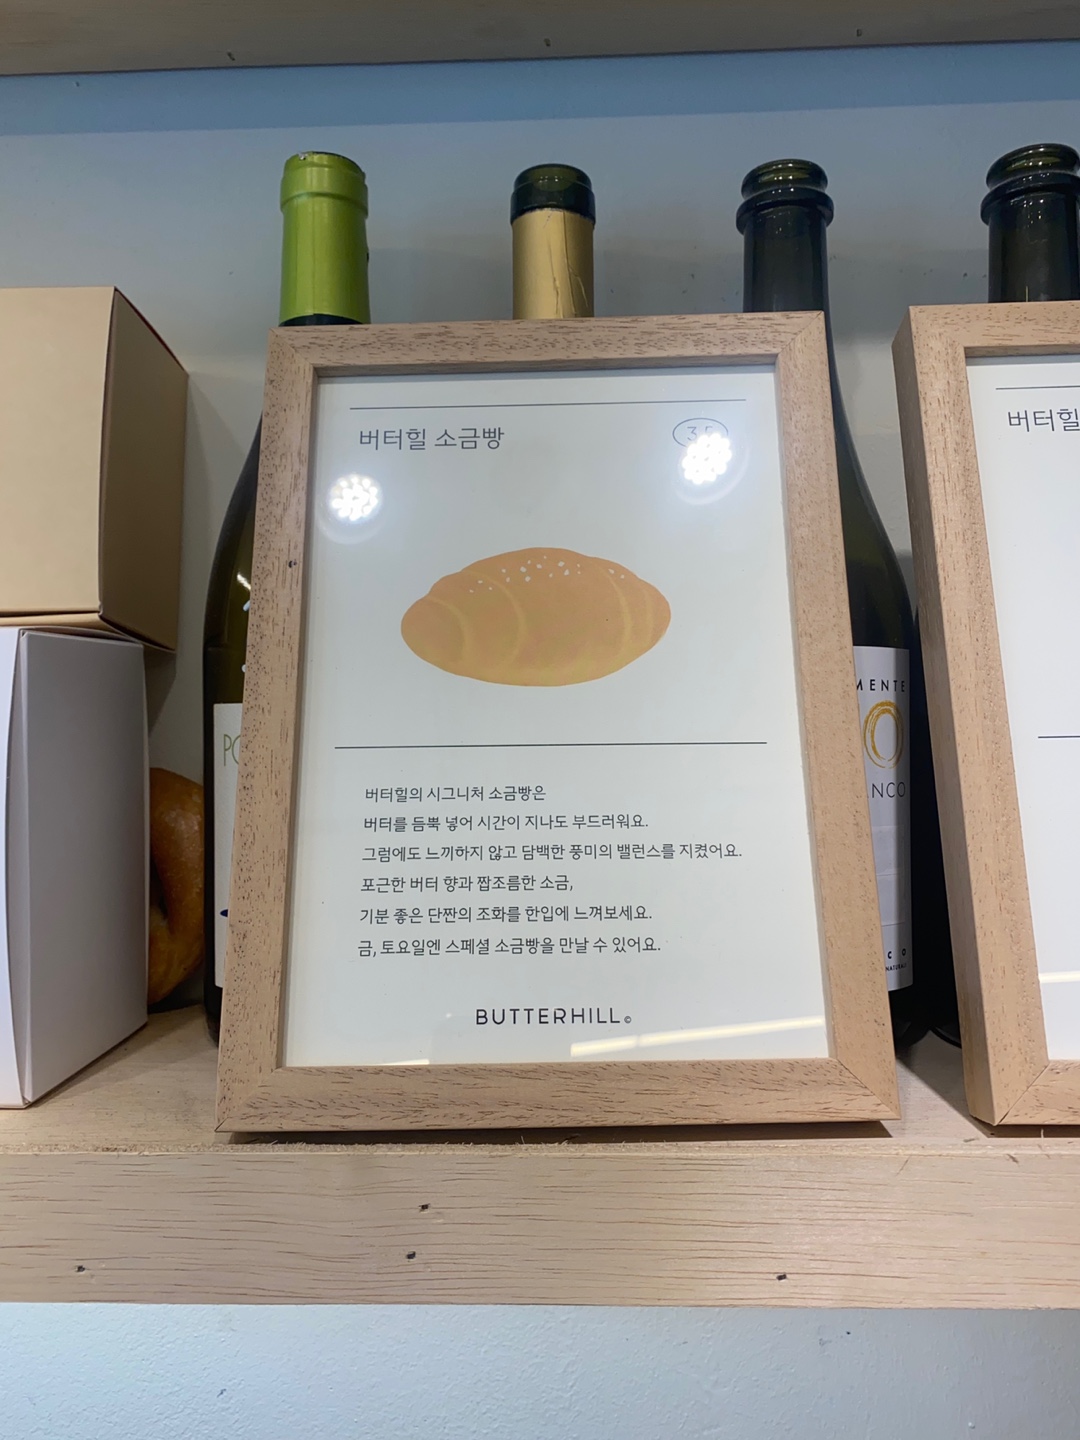 버터힐 소금빵
버터힐의 시그니처 소금빵은
버터를 듬뿍 넣어 시간이 지나도 부드러워요.
그럼에도 느끼하지 않고 담백한 풍미의 밸런스를 지켰어요.
포근한 버터 향과 짭조름한 소금,
기분 좋은 단짠의 조화를 한입에 느껴보세요.
금, 토요일엔 스페셜 소금빵을 만날 수 있어요.
BUTTERHILL©
버터힐